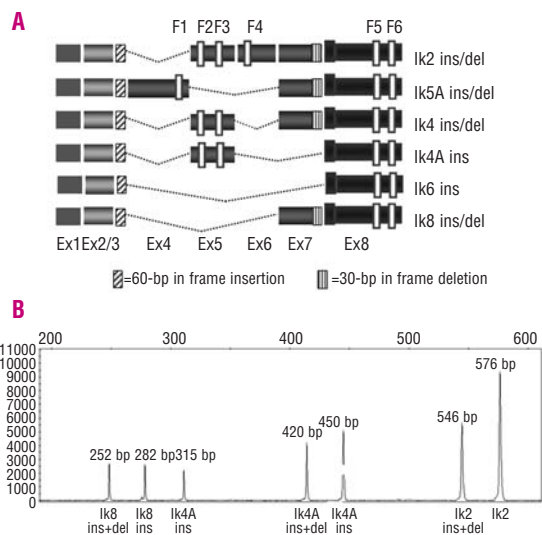 A
F1 F2 F3 F4 F5 F6
Ik2 ins/del
Ik5A ins/del
Ik4 ins/del
Ik4A ins
Ik6 ins
Ik8 ins/del
Ex1 Ex2/3 Ex4 Ex5 Ex6 Ex7 Ex8
=60-bp in frame insertion =30-bp in frame deletion
B
200 300 400 500 600
11000
10000
9000
8000
7000
6000
5000
4000
3000
2000
1000
0
576 bp
546 bp
450 bp
420 bp
252 bp 282 bp 315 bp
Ik8 Ik8 Ik4A Ik4A Ik4A Ik2 Ik2
ins+del ins ins ins+del ins ins+del